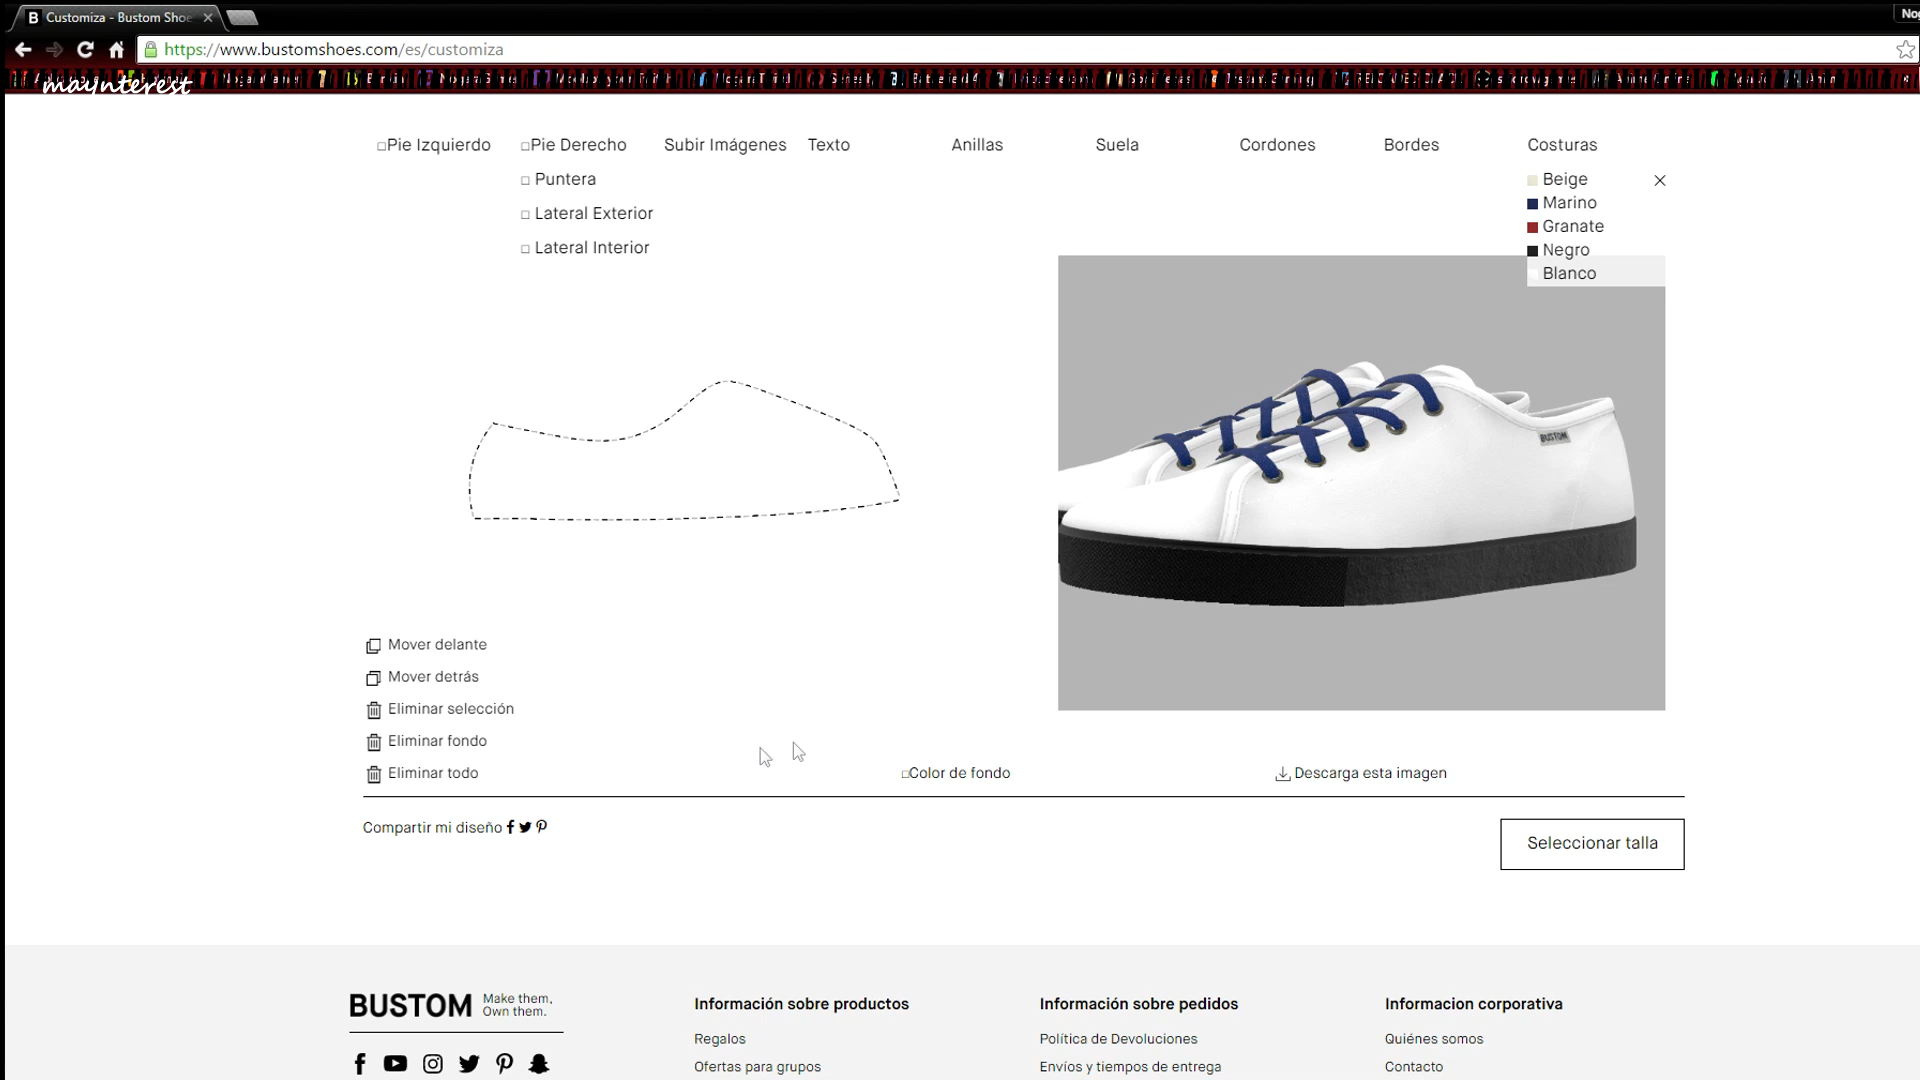 Customiza - Bustom Shoe
https://www.bustomshoes.com/es/customiza
maynterest
Pie Izquierdo
Pie Derecho
Subir Imágenes
Texto
Anillas
Suela
Cordones
Bordes
Costuras
Puntera
Lateral Exterior
Lateral Interior
Beige
Marino
Granate
Negro
Blanco
BUSTOM
Mover delante
Mover detrás
Eliminar selección
Eliminar fondo
Eliminar todo
Color de fondo
Descarga esta imagen
Compartir mi diseño
Seleccionar talla
BUSTOM
Make them,
Own them.
Información sobre productos
Regalos
Ofertas para grupos
Información sobre pedidos
Política de Devoluciones
Envíos y tiempos de entrega
Informacion corporativa
Quiénes somos
Contacto